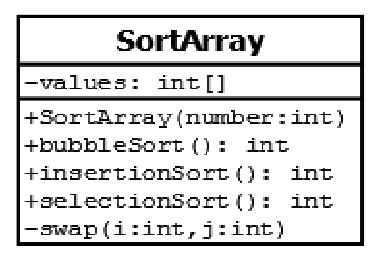 SortArray
-values: int[]
+SortArray(number:int)
+bubbleSort(): int
+insertionSort(): int
+selectionSort(): int
-swap(i:int,j:int)